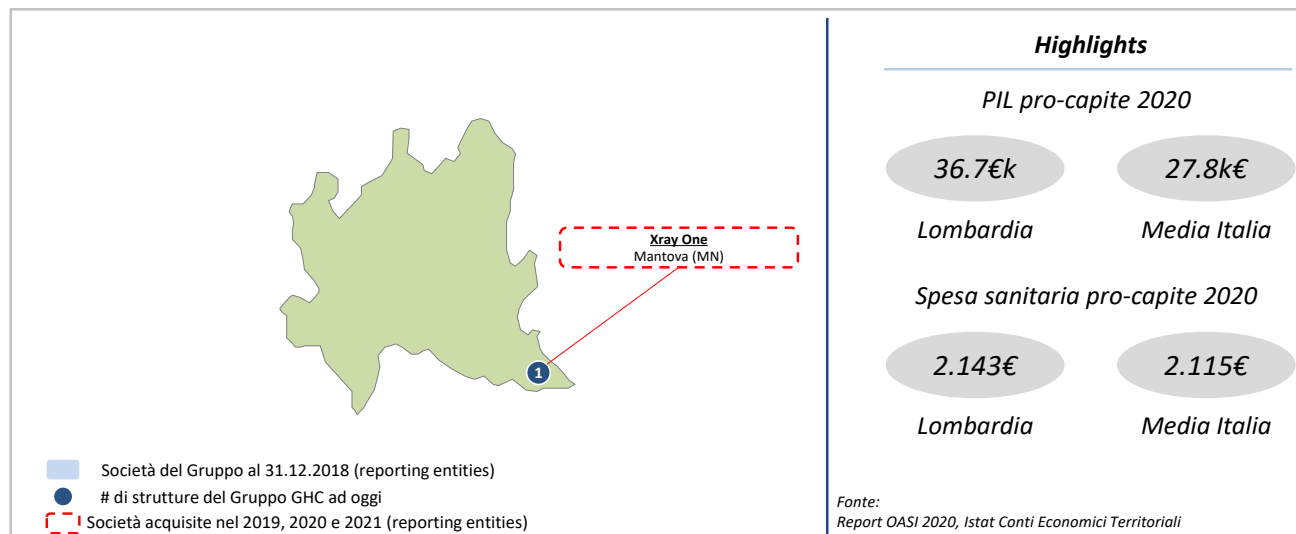 Xray One
Mantova (MN)
1
Società del Gruppo al 31.12.2018 (reporting entities)
# di strutture del Gruppo GHC ad oggi
Società acquisite nel 2019, 2020 e 2021 (reporting entities)
Highlights
PIL pro-capite 2020
36.7€k 27.8k€
Lombardia Media Italia
Spesa sanitaria pro-capite 2020
2.143€ 2.115€
Lombardia Media Italia
Fonte:
Report OASI 2020, Istat Conti Economici Territoriali